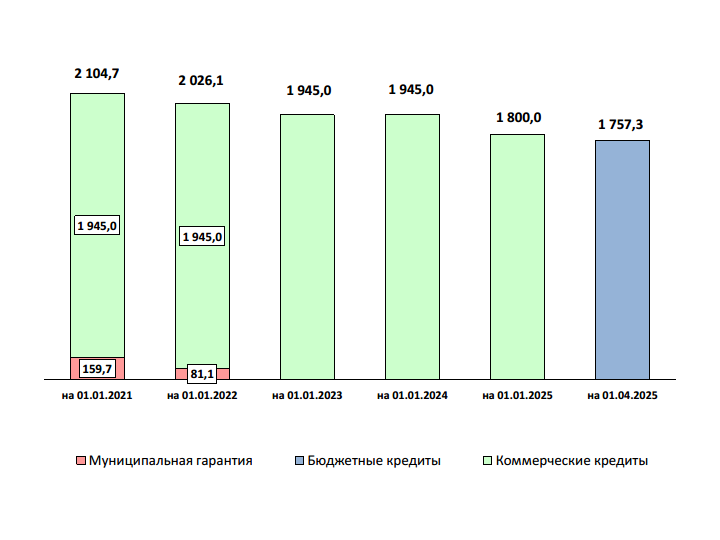 2 104,7
2 026,1
1 945,0
1 945,0
1 800,0
1 757,3
1 945,0
1 945,0
159,7
81,1
на 01.01.2021
на 01.01.2022
на 01.01.2023
на 01.01.2024
на 01.01.2025
на 01.04.2025
Муниципальная гарантия
Бюджетные кредиты
Коммерческие кредиты